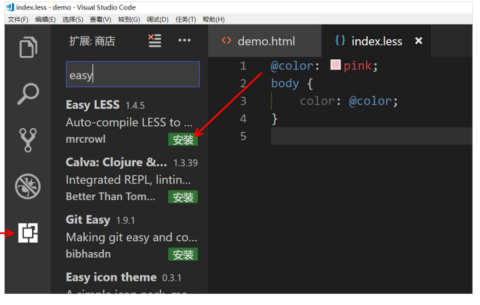 index.less - demo - Visual Studio Code
文件(F) 编辑(E) 选择(S) 查看(V) 转到(G) 调试(D) 任务(T) 帮助(H)
扩展: 商店
easy
Easy LESS 1.4.5
Auto-compile LESS to ...
mrcrowl 安装
Calva: Clojure &... 1.3.39
Integrated REPL, lintin...
Better Than Tom... 安装
Git Easy 1.9.1
Making git easy and co...
bibhasdn 安装
Easy icon theme 0.3.1
A simple icon pack, ma...
demo.html
{} index.less ×
1 @color: pink;
2 body {
3 color: @color;
4 }
5